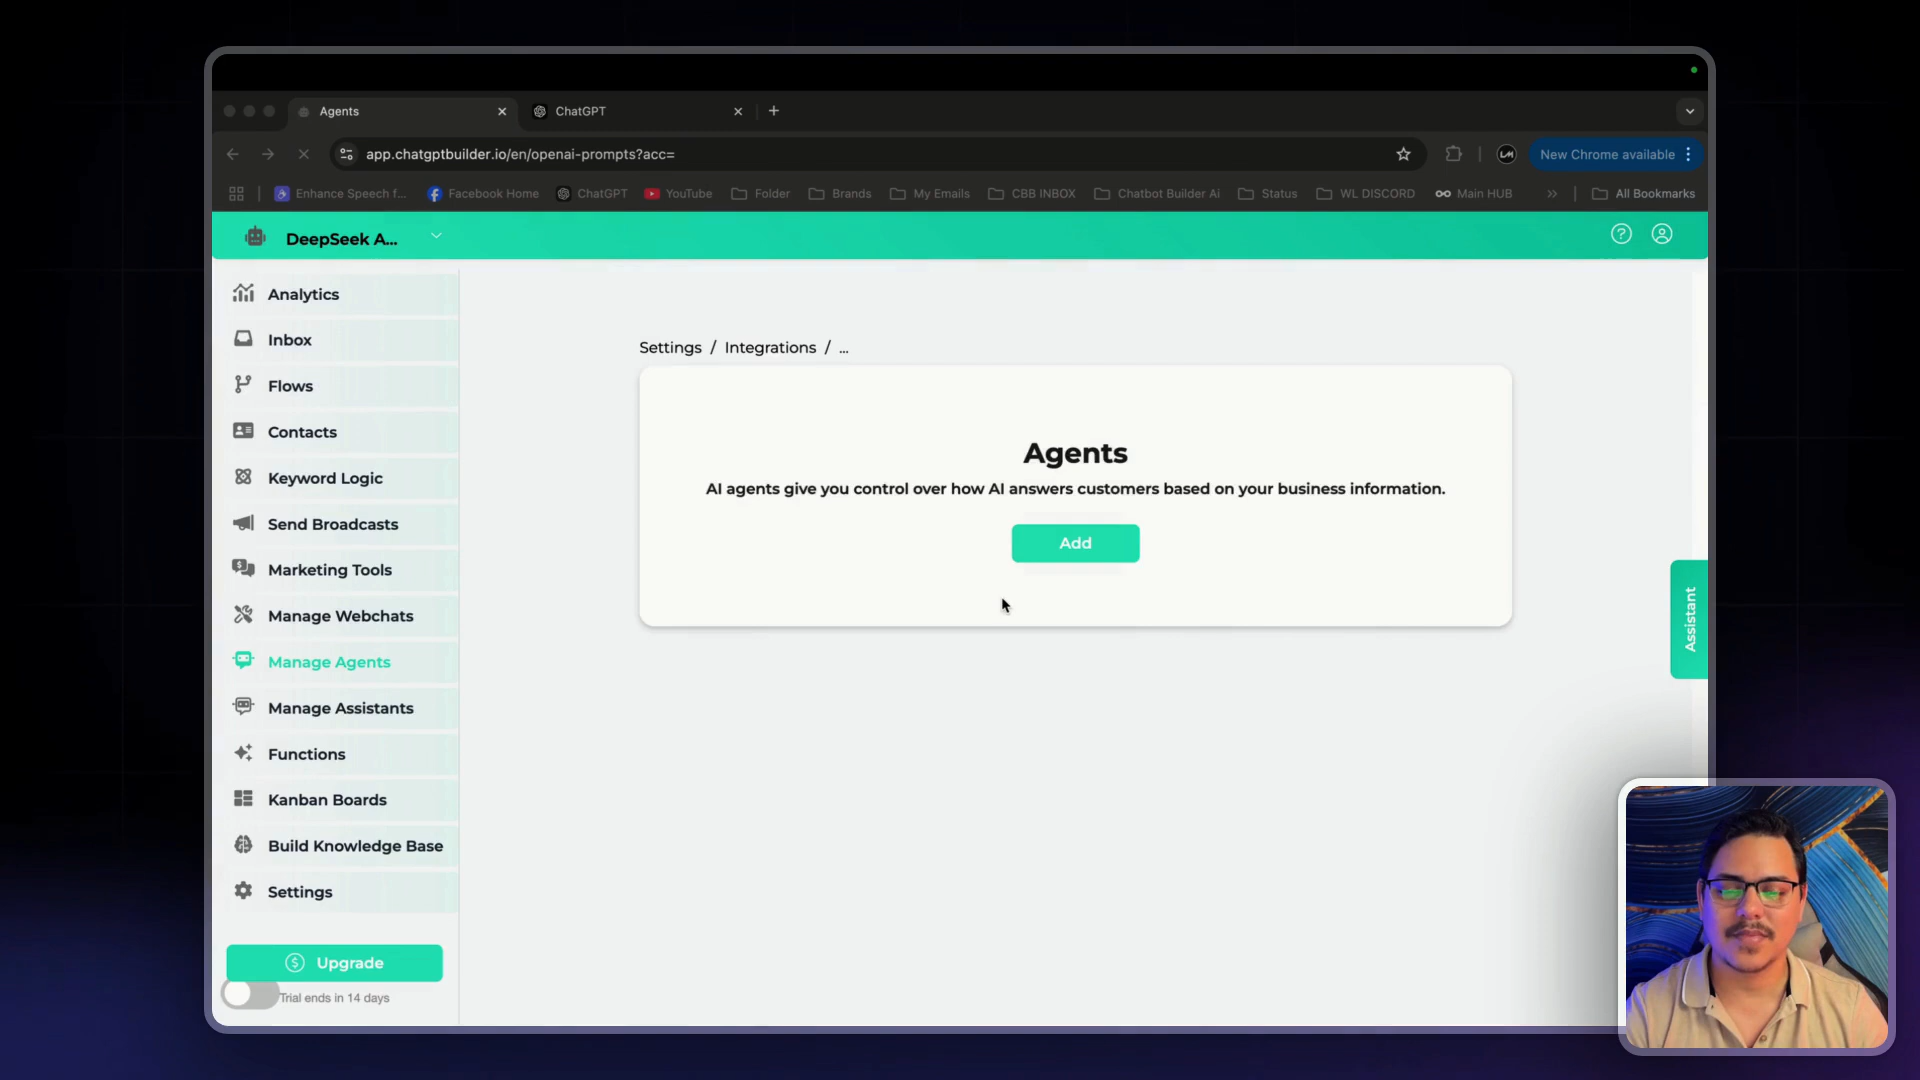 Agents
ChatGPT
app.chatgptbuilder.io/en/openai-prompts?acc=
New Chrome available
Enhance Speech f...
Facebook Home
ChatGPT
YouTube
Folder
Brands
My Emails
CBB INBOX
Chatbot Builder Ai
Status
WL DISCORD
Main HUB
All Bookmarks
DeepSeek A...
Analytics
Inbox
Flows
Contacts
Keyword Logic
Send Broadcasts
Marketing Tools
Manage Webchats
Manage Agents
Manage Assistants
Functions
Kanban Boards
Build Knowledge Base
Settings
Upgrade
Trial ends in 14 days
Settings / Integrations / ...
Agents
AI agents give you control over how AI answers customers based on your business information.
Add
Assistant